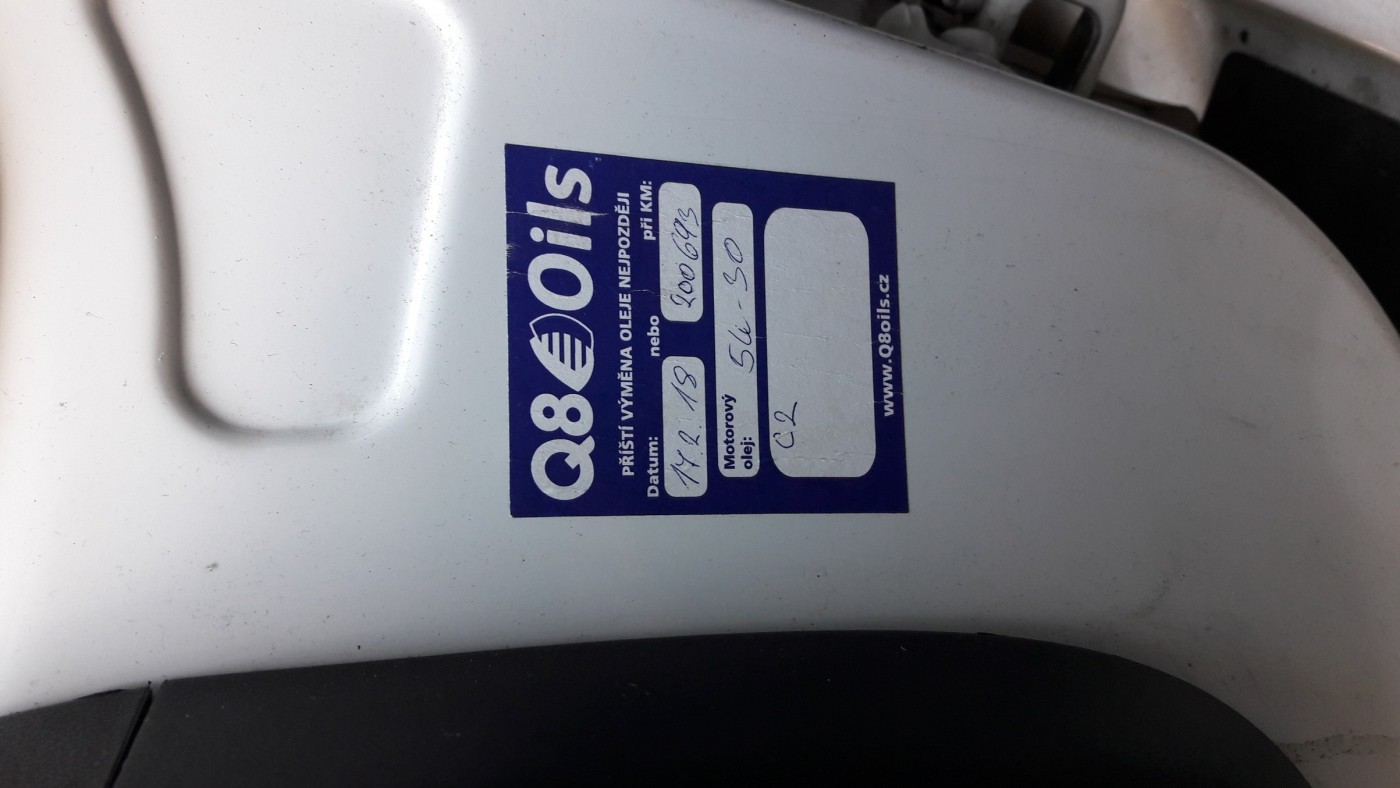 Q8Oils
PŘÍŠTÍ VÝMĚNA OLEJE NEJPOZDĚJI
Datum: nebo při KM:
17.2.18 200693
Motorový
olej: 5W-30
C2
www.Q8oils.cz